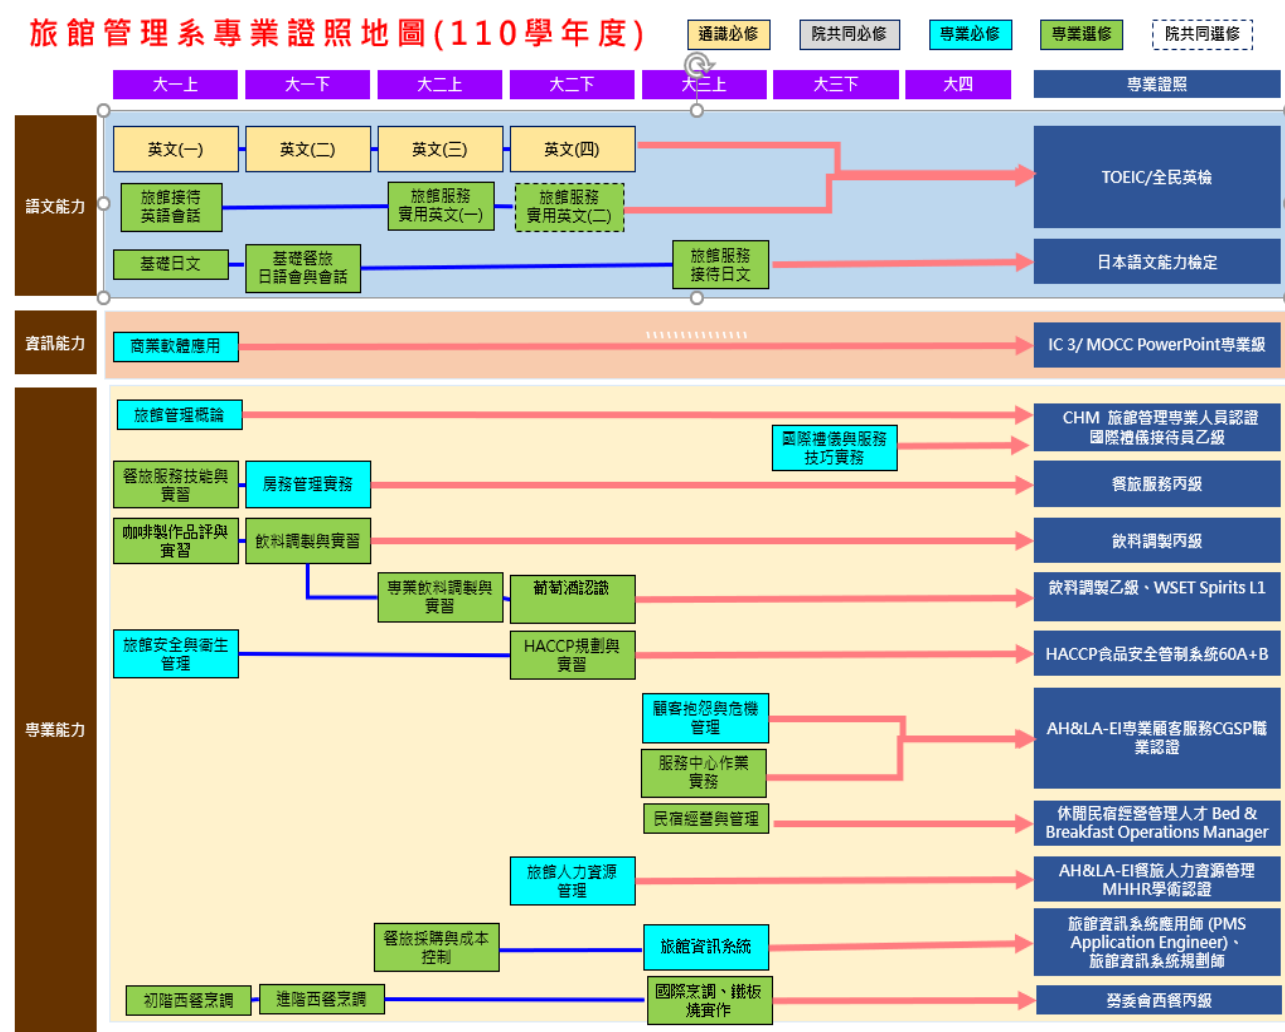 旅館管理系專業證照地圖(110學年度)
通識必修
院共同必修
專業必修
專業選修
院共同選修
大一上
大一下
大二上
大二下
大三上
大三下
大四
專業證照
語文能力
英文(一)
英文(二)
英文(三)
英文(四)
TOEIC/全民英檢
旅館接待
英語會話
旅館服務
實用英文(一)
旅館服務
實用英文(二)
基礎日文
基礎餐旅
日語會與會話
旅館服務
接待日文
日本語文能力檢定
資訊能力
商業軟體應用
IC 3/ MOCC PowerPoint專業級
專業能力
旅館管理概論
CHM 旅館管理專業人員認證
國際禮儀接待員乙級
國際禮儀與服務
技巧實務
餐旅服務技能與
實習
房務管理實務
餐旅服務丙級
咖啡製作品評與
實習
飲料調製與實習
飲料調製丙級
專業飲料調製與
實習
葡萄酒認識
飲料調製乙級、WSET Spirits L1
旅館安全與衛生
管理
HACCP規劃與
實習
HACCP食品安全管制系統60A+B
顧客抱怨與危機
管理
服務中心作業
實務
AH&LA-EI專業顧客服務CGSP職
業認證
民宿經營與管理
休閒民宿經營管理人才 Bed &
Breakfast Operations Manager
旅館人力資源
管理
AH&LA-EI餐旅人力資源管理
MHHR學術認證
餐旅採購與成本
控制
旅館資訊系統
旅館資訊系統應用師 (PMS
Application Engineer)、
旅館資訊系統規劃師
初階西餐烹調
進階西餐烹調
國際烹調、鐵板
燒實作
勞委會西餐丙級